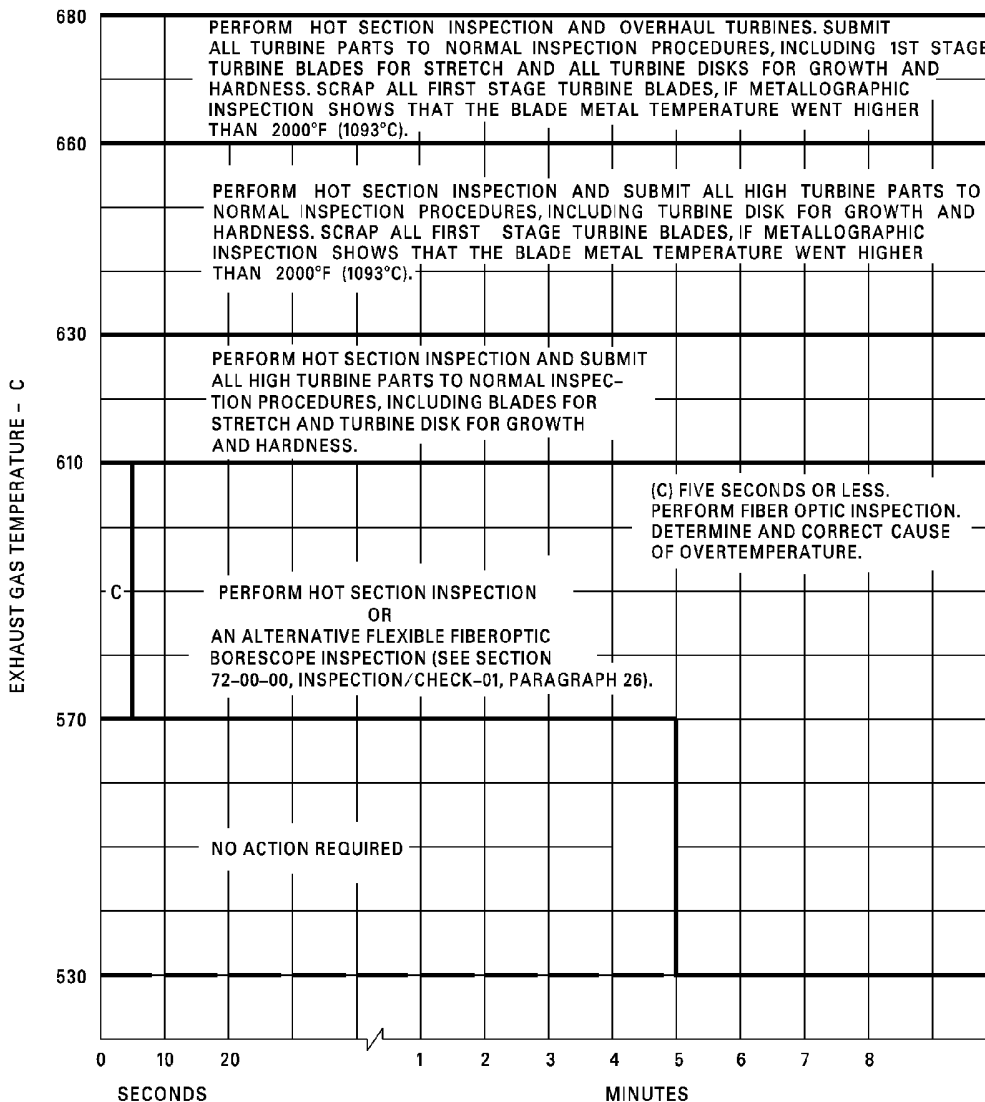 680
PERFORM HOT SECTION INSPECTION AND OVERHAUL TURBINES. SUBMIT
ALL TURBINE PARTS TO NORMAL INSPECTION PROCEDURES, INCLUDING 1ST STAGE
TURBINE BLADES FOR STRETCH AND ALL TURBINE DISKS FOR GROWTH AND
HARDNESS. SCRAP ALL FIRST STAGE TURBINE BLADES, IF METALLOGRAPHIC
INSPECTION SHOWS THAT THE BLADE METAL TEMPERATURE WENT HIGHER
THAN 2000°F (1093°C).
660
PERFORM HOT SECTION INSPECTION AND SUBMIT ALL HIGH TURBINE PARTS TO
NORMAL INSPECTION PROCEDURES, INCLUDING TURBINE DISK FOR GROWTH AND
HARDNESS. SCRAP ALL FIRST STAGE TURBINE BLADES, IF METALLOGRAPHIC
INSPECTION SHOWS THAT THE BLADE METAL TEMPERATURE WENT HIGHER
THAN 2000°F (1093°C).
630
PERFORM HOT SECTION INSPECTION AND SUBMIT
ALL HIGH TURBINE PARTS TO NORMAL INSPEC-
TION PROCEDURES, INCLUDING BLADES FOR
STRETCH AND TURBINE DISK FOR GROWTH
AND HARDNESS.
EXHAUST GAS TEMPERATURE - C
610
(C) FIVE SECONDS OR LESS.
PERFORM FIBER OPTIC INSPECTION.
DETERMINE AND CORRECT CAUSE
OF OVERTEMPERATURE.
C
PERFORM HOT SECTION INSPECTION
OR
AN ALTERNATIVE FLEXIBLE FIBEROPTIC
BORESCOPE INSPECTION (SEE SECTION
72-00-00, INSPECTION/CHECK-01, PARAGRAPH 26).
570
NO ACTION REQUIRED
530
0 10 20 1 2 3 4 5 6 7 8
SECONDS MINUTES